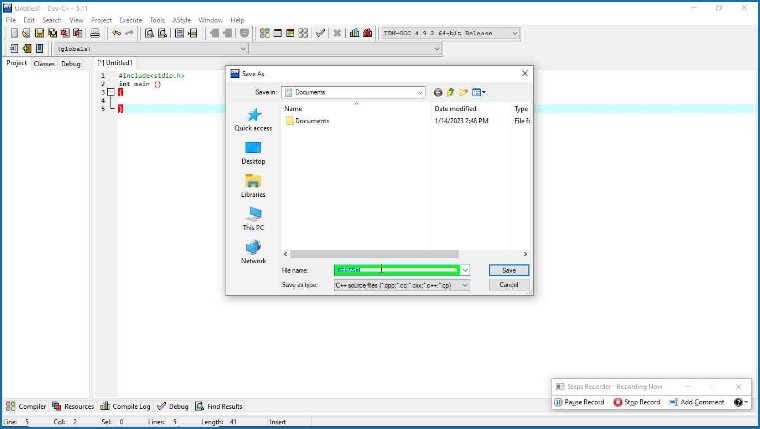 Untitled1 - Dev-C++ - 5.11
File Edit Search View Project Execute Tools AStyle Window Help
TDM-GCC 4.9.2 64-bit Release
(globals)
Project Classes Debug [*] Untitled1
1 #include<stdio.h>
2 int main ()
3 {
4
5 }
Save As
Save in: Documents
Name Date modified Type
Documents 1/14/2023 2:48 PM File fo
Quick access
Desktop
Libraries
This PC
Network
File name: Save
Save as type: C++ source files (*.cpp;*.cc;*.cxx;*.c++;*.cp) Cancel
Steps Recorder - Recording Now
Pause Record Stop Record Add Comment
Compiler Resources Compile Log Debug Find Results
Line: 5 Col: 2 Sel: 0 Lines: 5 Length: 41 Insert